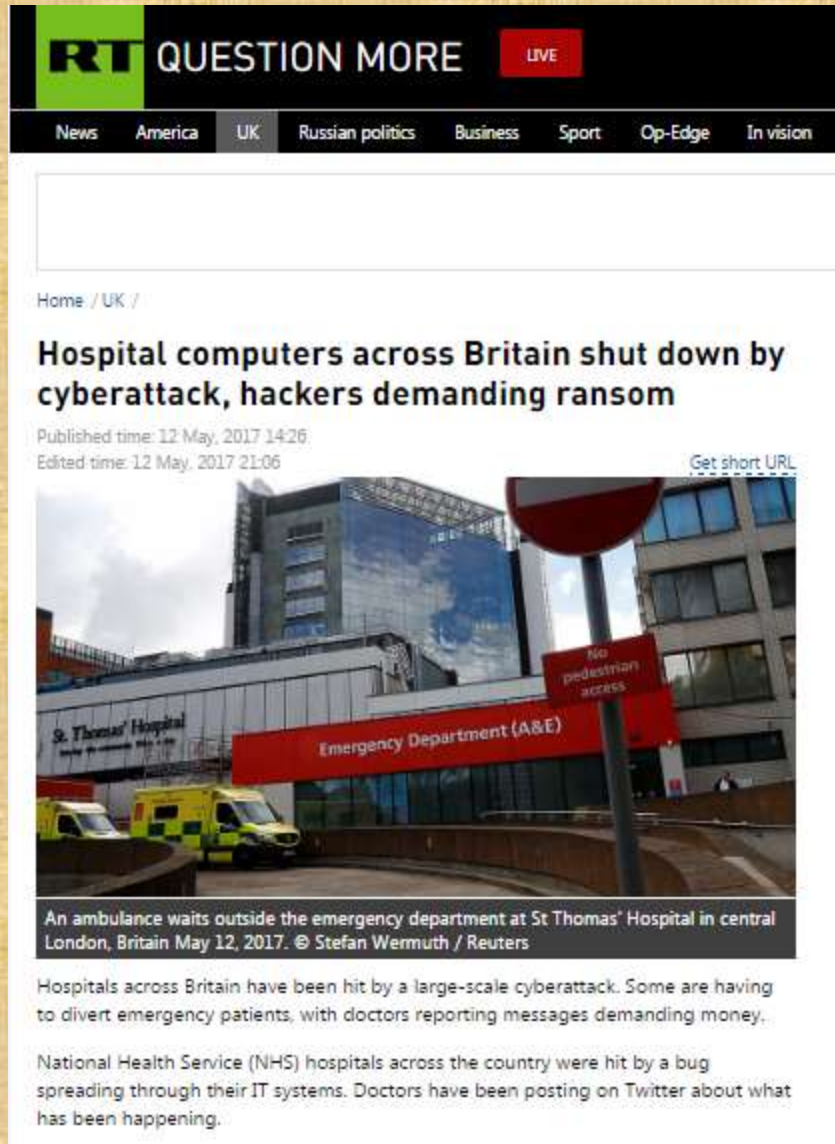 RT QUESTION MORE LIVE
News America UK Russian politics Business Sport Op-Edge In vision
Home / UK /
Hospital computers across Britain shut down by
cyberattack, hackers demanding ransom
Published time: 12 May, 2017 14:26
Edited time: 12 May, 2017 21:06
Get short URL
No
pedestrian
access
St. Thomas' Hospital
Emergency Department (A&E)
An ambulance waits outside the emergency department at St Thomas' Hospital in central
London, Britain May 12, 2017. © Stefan Wermuth / Reuters
Hospitals across Britain have been hit by a large-scale cyberattack. Some are having
to divert emergency patients, with doctors reporting messages demanding money.
National Health Service (NHS) hospitals across the country were hit by a bug
spreading through their IT systems. Doctors have been posting on Twitter about what
has been happening.